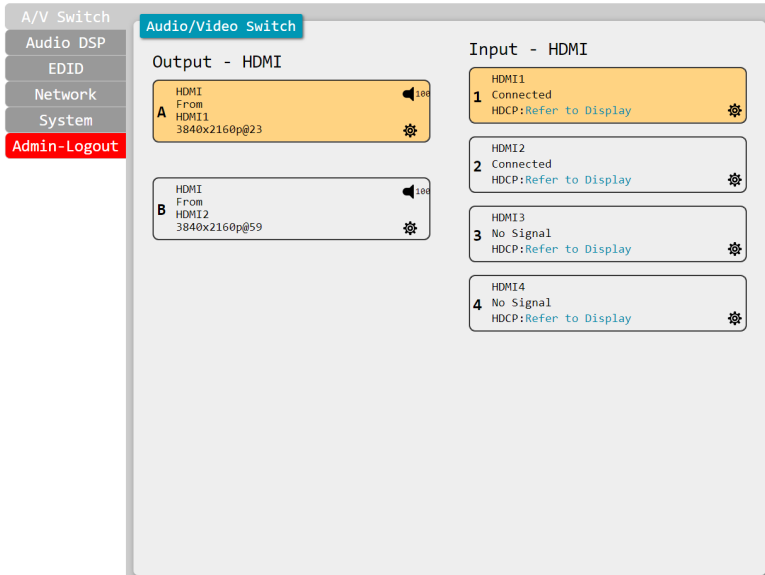 A/V Switch
Audio DSP
EDID
Network
System
Admin-Logout
Audio/Video Switch
Output - HDMI
A
HDMI
From
HDMI1
3840x2160p@23
100
B
HDMI
From
HDMI2
3840x2160p@59
100
Input - HDMI
1
HDMI1
Connected
HDCP:Refer to Display
2
HDMI2
Connected
HDCP:Refer to Display
3
HDMI3
No Signal
HDCP:Refer to Display
4
HDMI4
No Signal
HDCP:Refer to Display